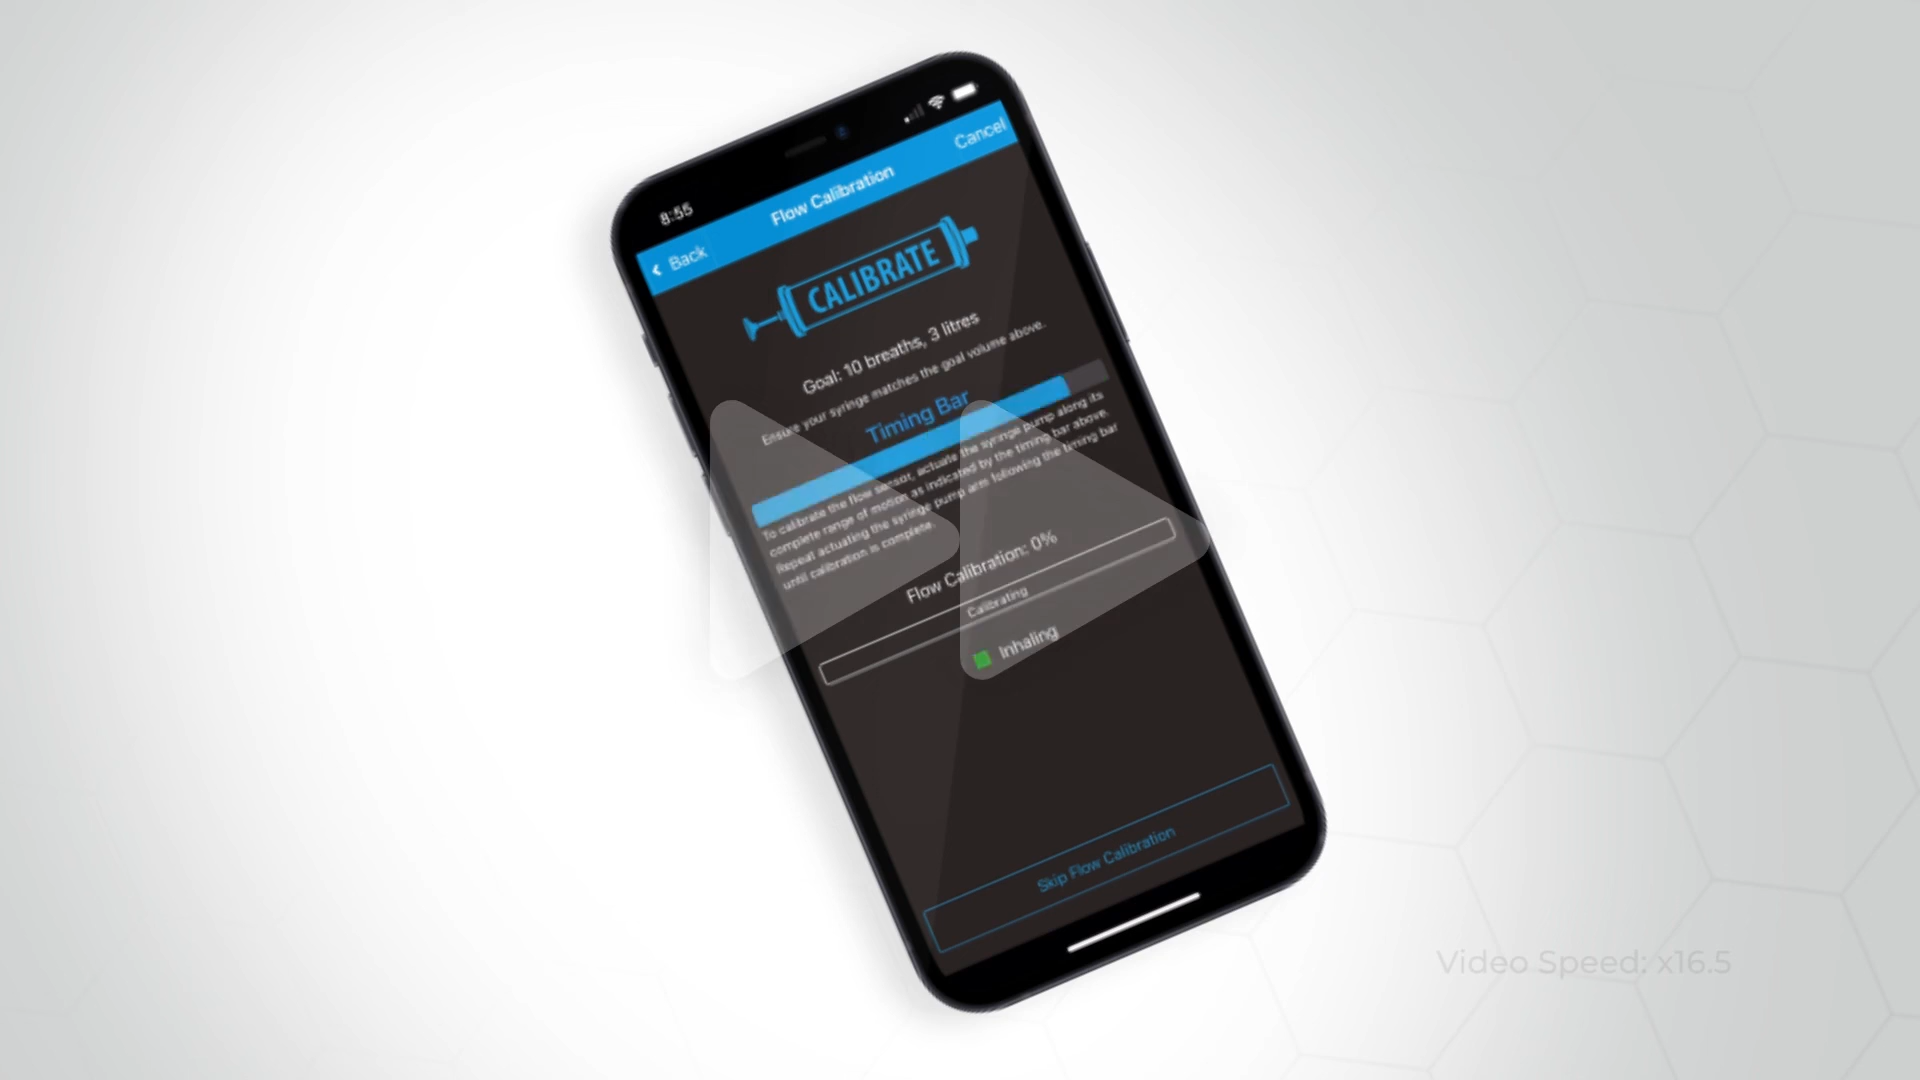 8:55
Back
Flow Calibration
Cancel
CALIBRATE
Goal: 10 breaths, 3 litres
Ensure your syringe matches the goal volume above.
Timing Bar
To calibrate the flow sensor, actuate the syringe pump along its
complete range of motion as indicated by the timing bar above.
Repeat actuating the syringe pump arm following the timing bar
until calibration is complete.
Flow Calibration: 0%
Calibrating
Inhaling
Skip Flow Calibration
Video Speed: x16.5